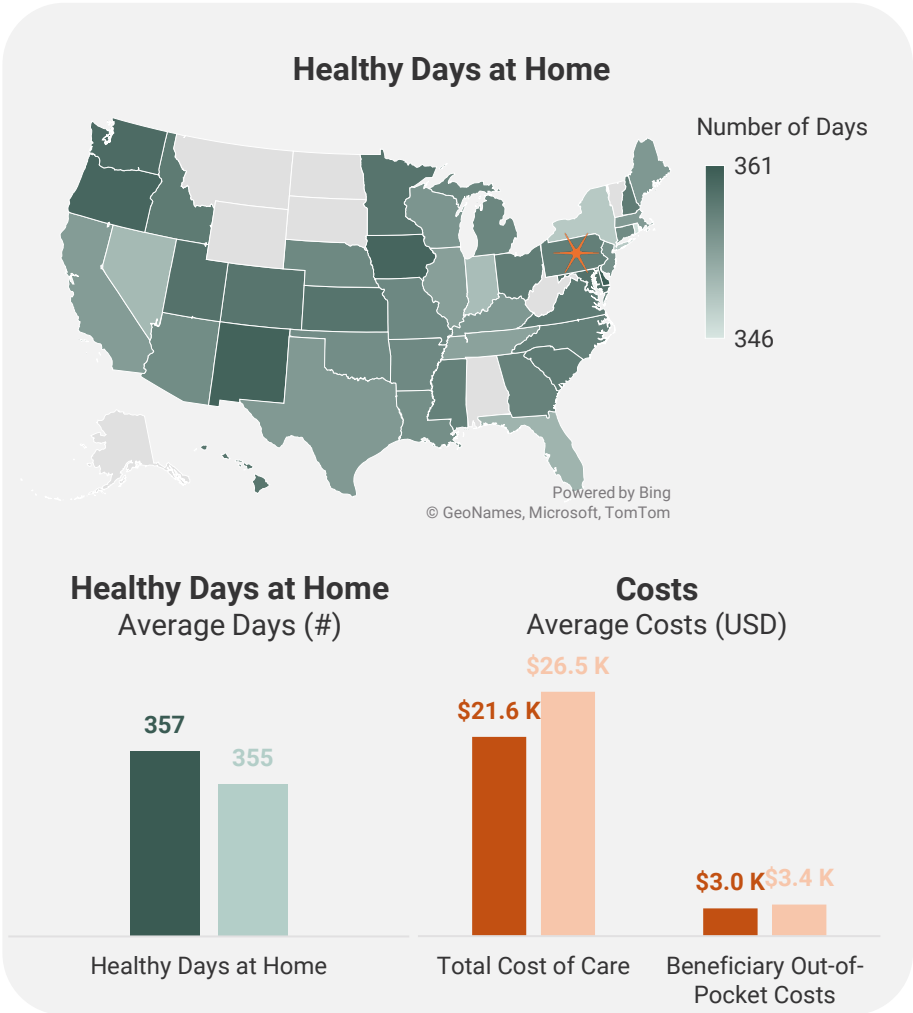 Healthy Days at Home
Number of Days
361
346
Powered by Bing
© GeoNames, Microsoft, TomTom
Healthy Days at Home
Average Days (#)
357
355
Healthy Days at Home
Costs
Average Costs (USD)
$26.5 K
$21.6 K
$3.0 K
$3.4 K
Total Cost of Care
Beneficiary Out-of-
Pocket Costs